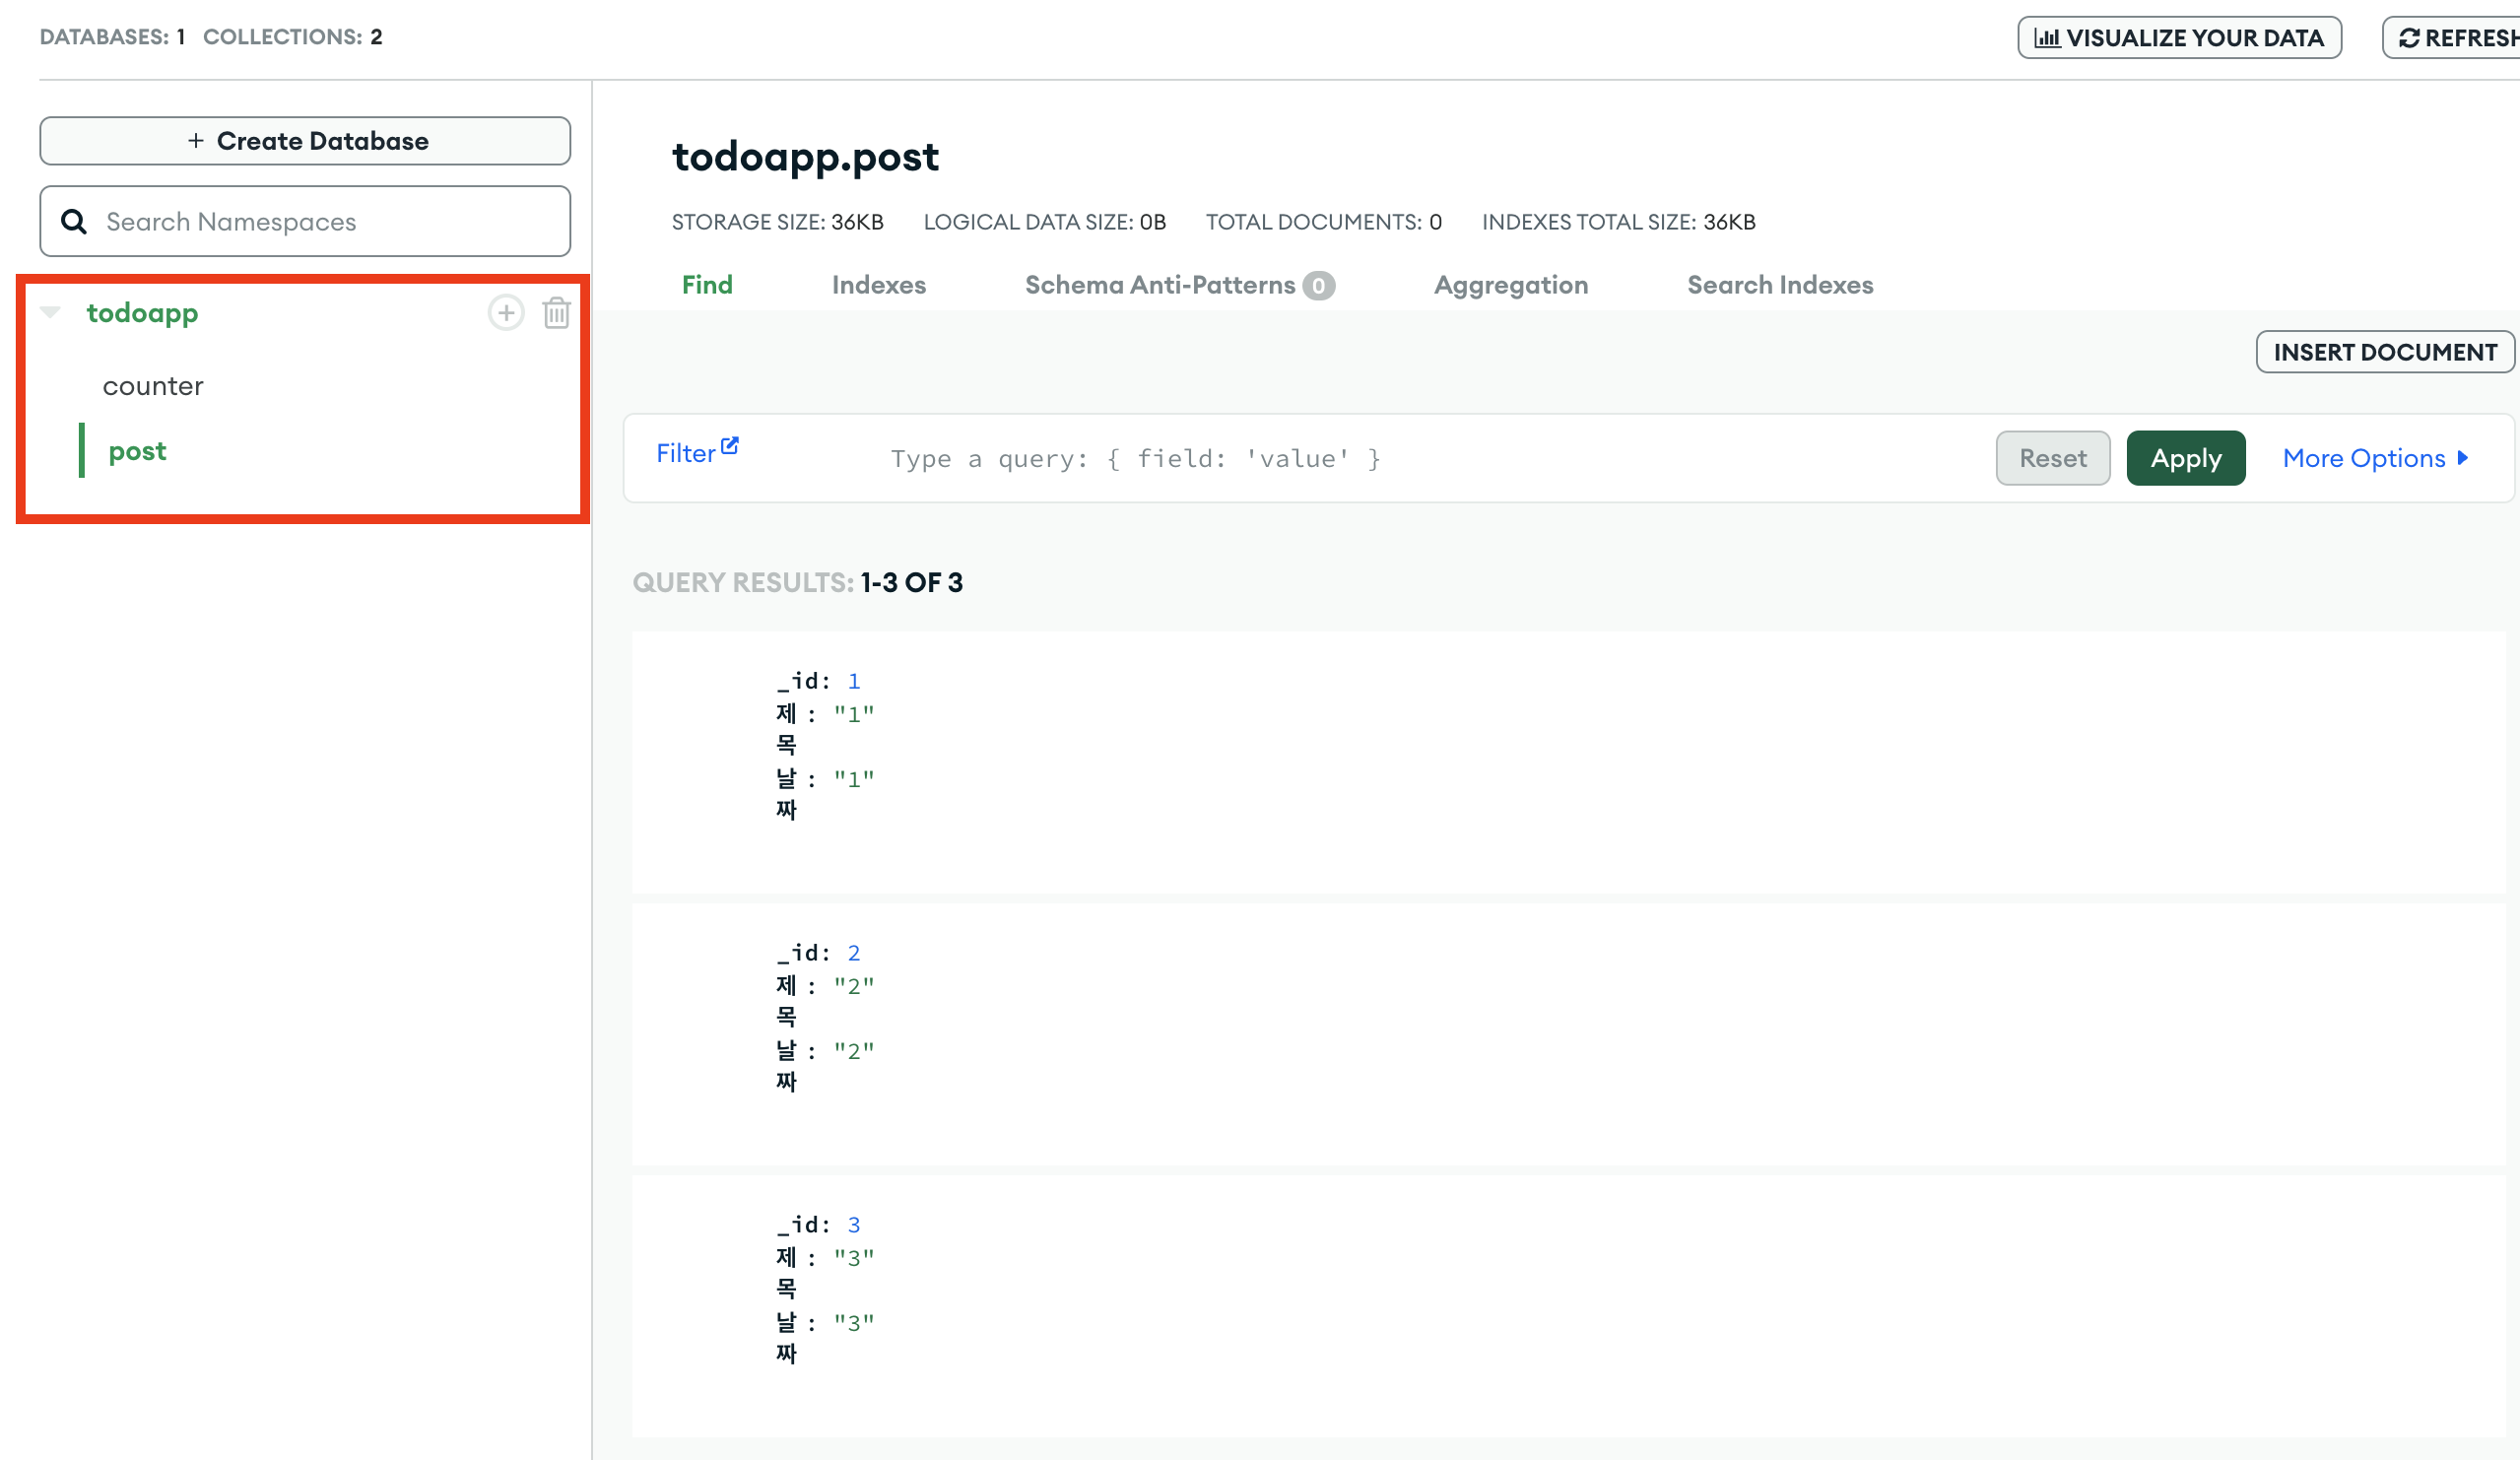 DATABASES: 1 COLLECTIONS: 2
VISUALIZE YOUR DATA
REFRESH
+ Create Database
Search Namespaces
todoapp
counter
post
todoapp.post
STORAGE SIZE: 36KB LOGICAL DATA SIZE: 0B TOTAL DOCUMENTS: 0 INDEXES TOTAL SIZE: 36KB
Find Indexes Schema Anti-Patterns 0 Aggregation Search Indexes
INSERT DOCUMENT
Filter Type a query: { field: 'value' } Reset Apply More Options
QUERY RESULTS: 1-3 OF 3
_id: 1
제 : "1"
목
날 : "1"
짜
_id: 2
제 : "2"
목
날 : "2"
짜
_id: 3
제 : "3"
목
날 : "3"
짜